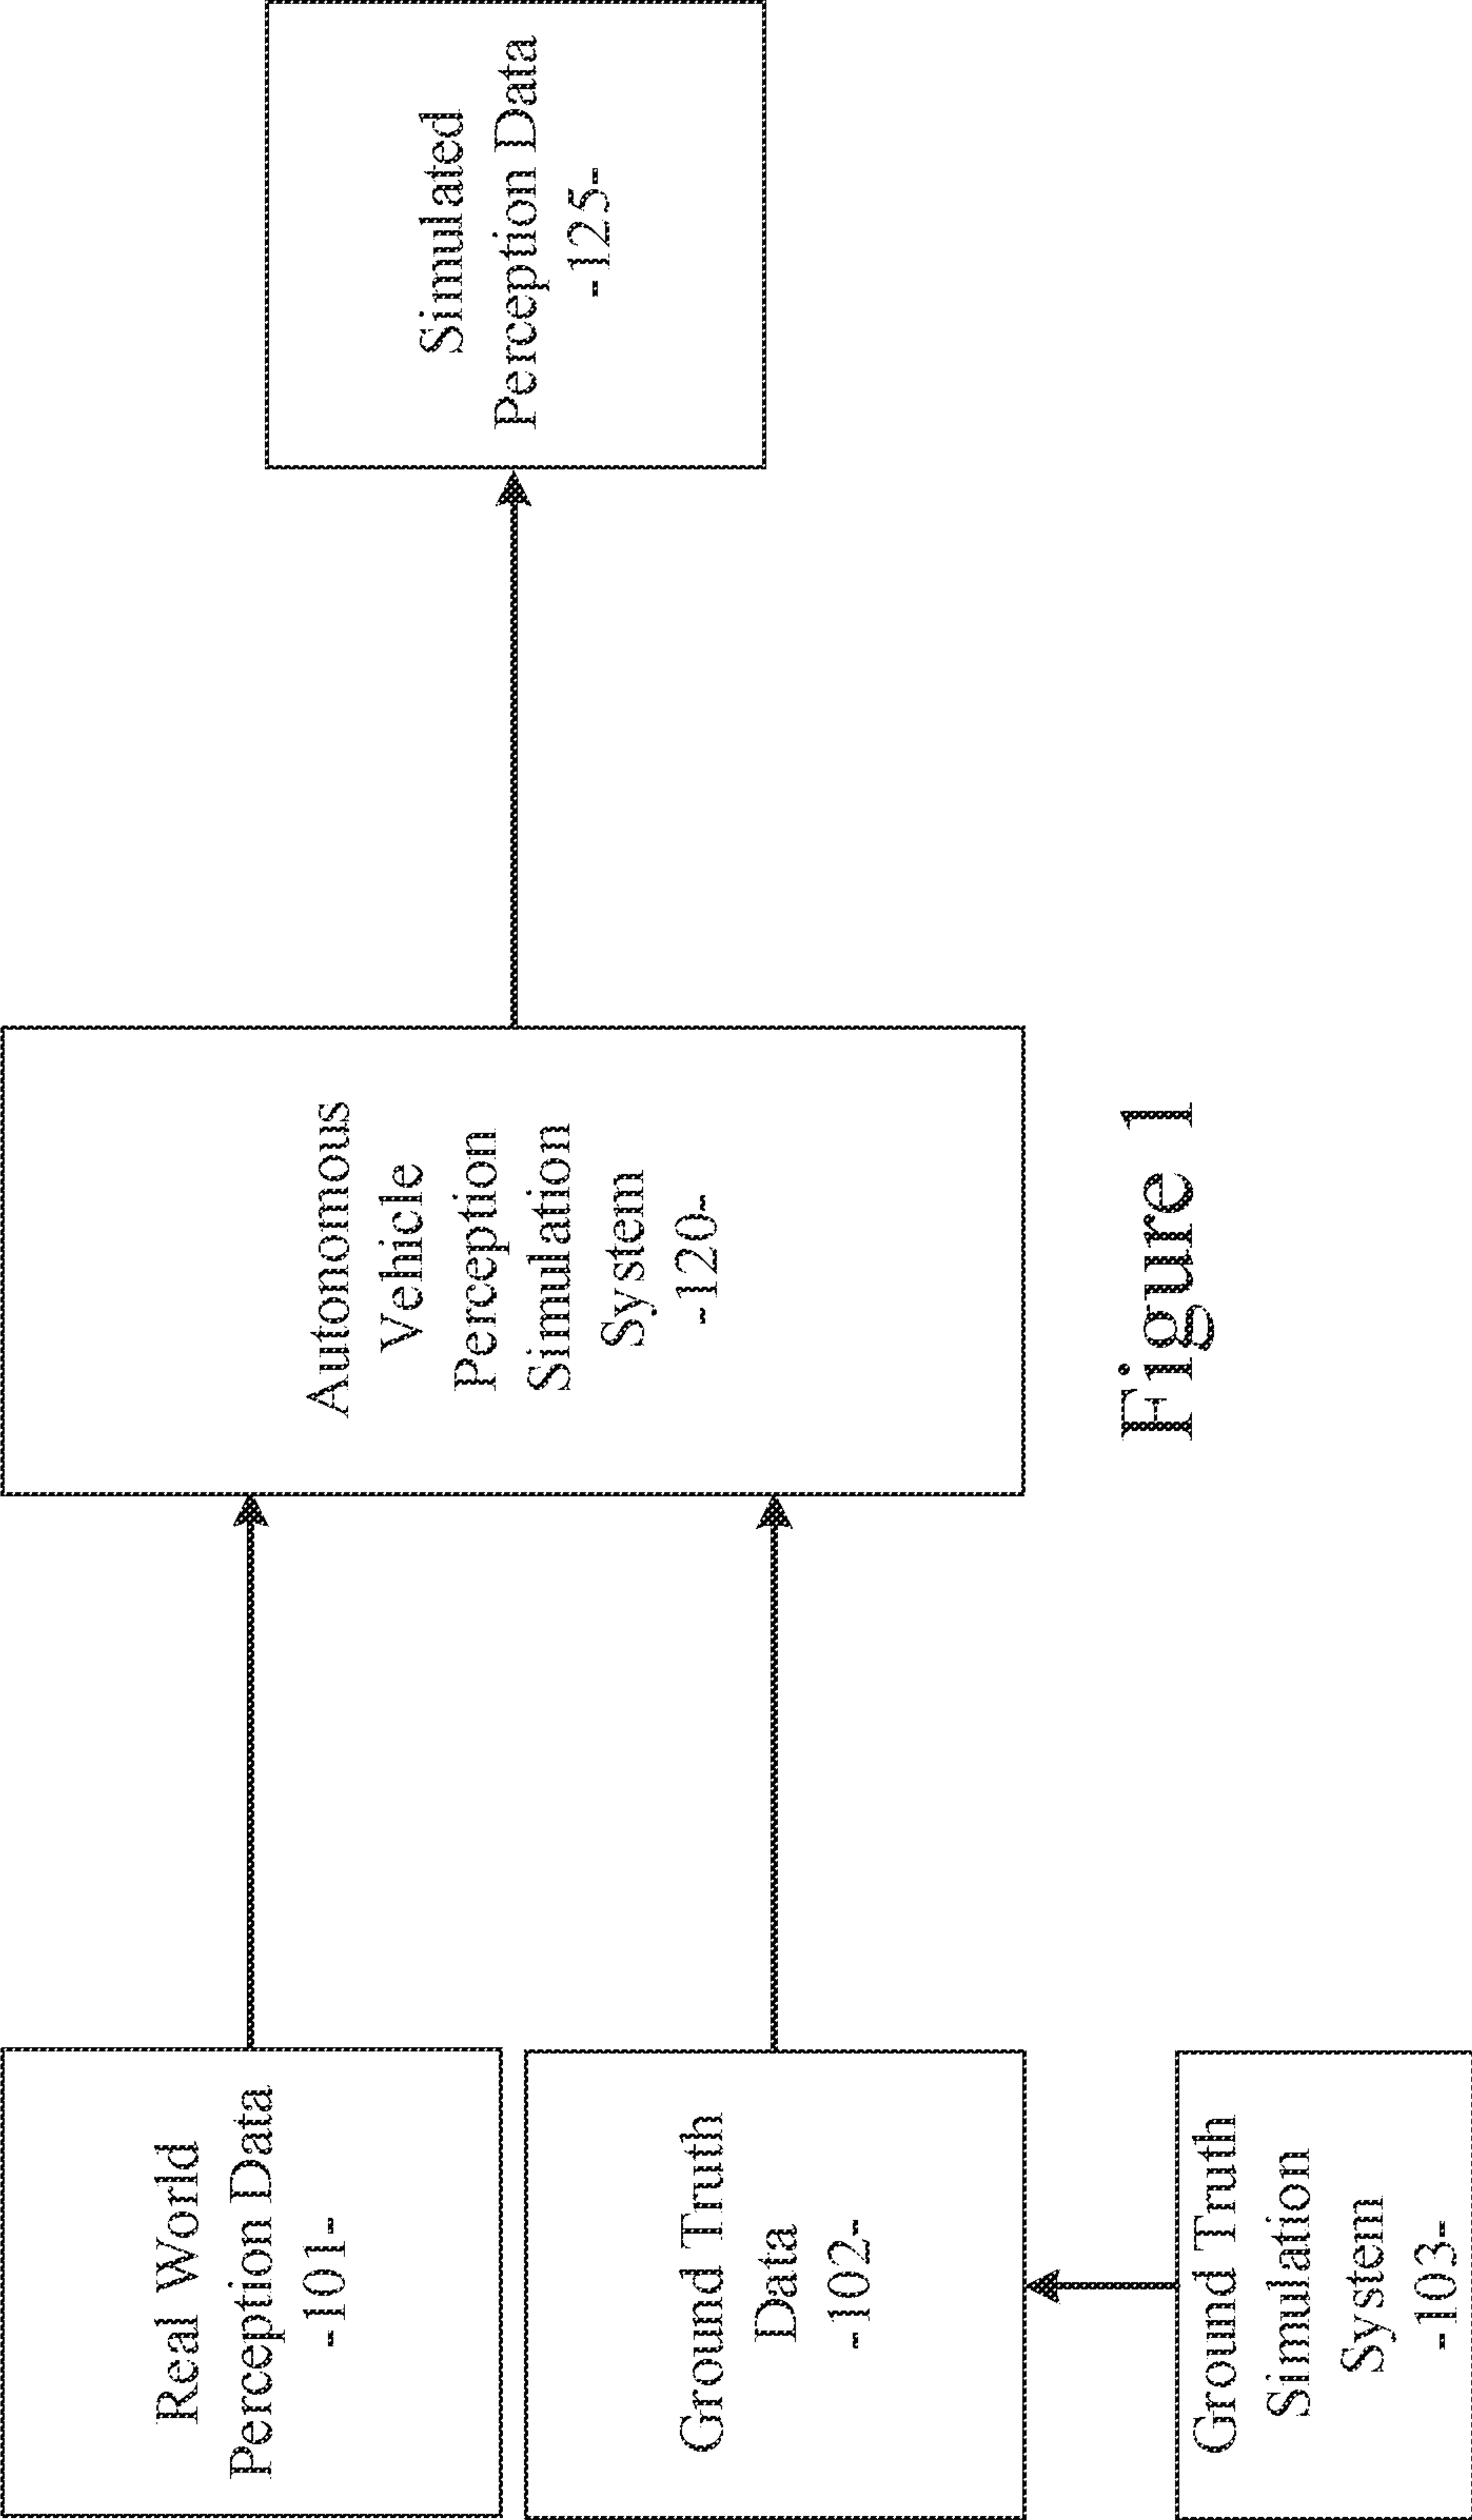 Real World
Perception Data
-101-
Ground Truth
Data
-102-
Ground Truth
Simulation
System
-103-
Autonomous
Vehicle
Perception
Simulation
System
-120-
Simulated
Perception Data
-125-
Figure 1